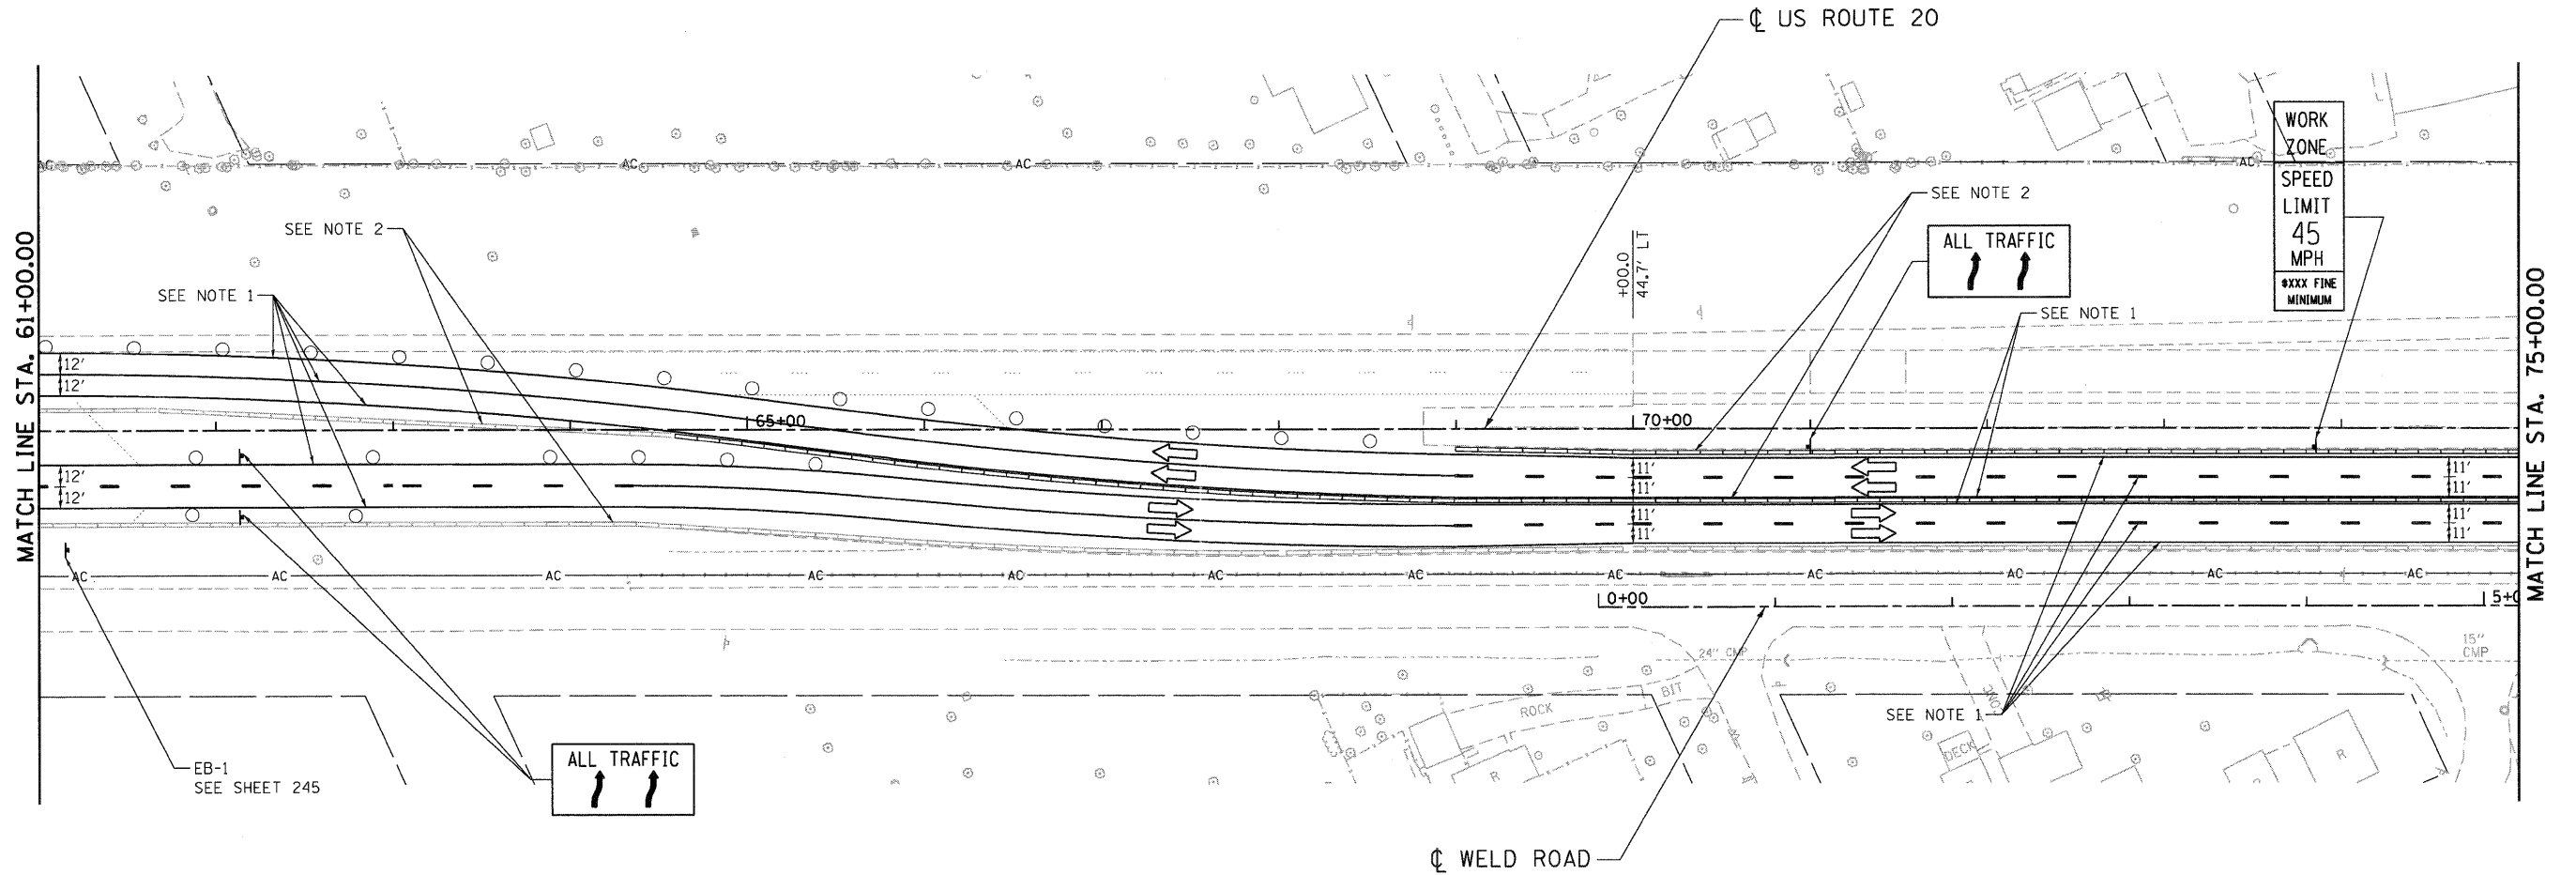 ℄ US ROUTE 20
WORK
ZONE
SPEED
LIMIT
45
MPH
$XXX FINE
MINIMUM
AC
AC
AC
AC
SEE NOTE 2
SEE NOTE 2
ALL TRAFFIC
+00.0
44.7' LT
SEE NOTE 1
SEE NOTE 1
MATCH LINE STA. 61+00.00
MATCH LINE STA. 75+00.00
12'
12'
65+00
70+00
12'
12'
11'
11'
11'
11'
11'
11'
11'
11'
AC
AC
AC
AC
AC
AC
AC
AC
AC
AC
AC
AC
0+00
5+0
24" CMP
15"
CMP
BIT
ROCK
SEE NOTE 1
DECK
R
R
EB-1
SEE SHEET 245
ALL TRAFFIC
℄ WELD ROAD